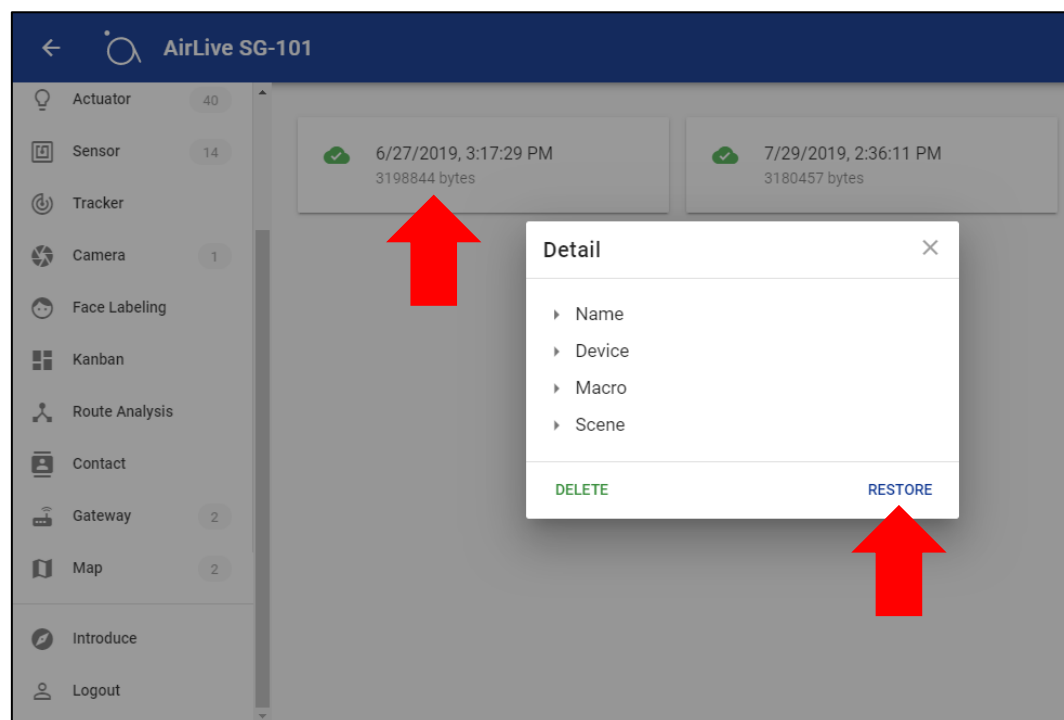 AirLive SG-101
Actuator 40
Sensor 14
Tracker
Camera 1
Face Labeling
Kanban
Route Analysis
Contact
Gateway 2
Map 2
Introduce
Logout
6/27/2019, 3:17:29 PM
3198844 bytes
7/29/2019, 2:36:11 PM
3180457 bytes
Detail
Name
Device
Macro
Scene
DELETE RESTORE